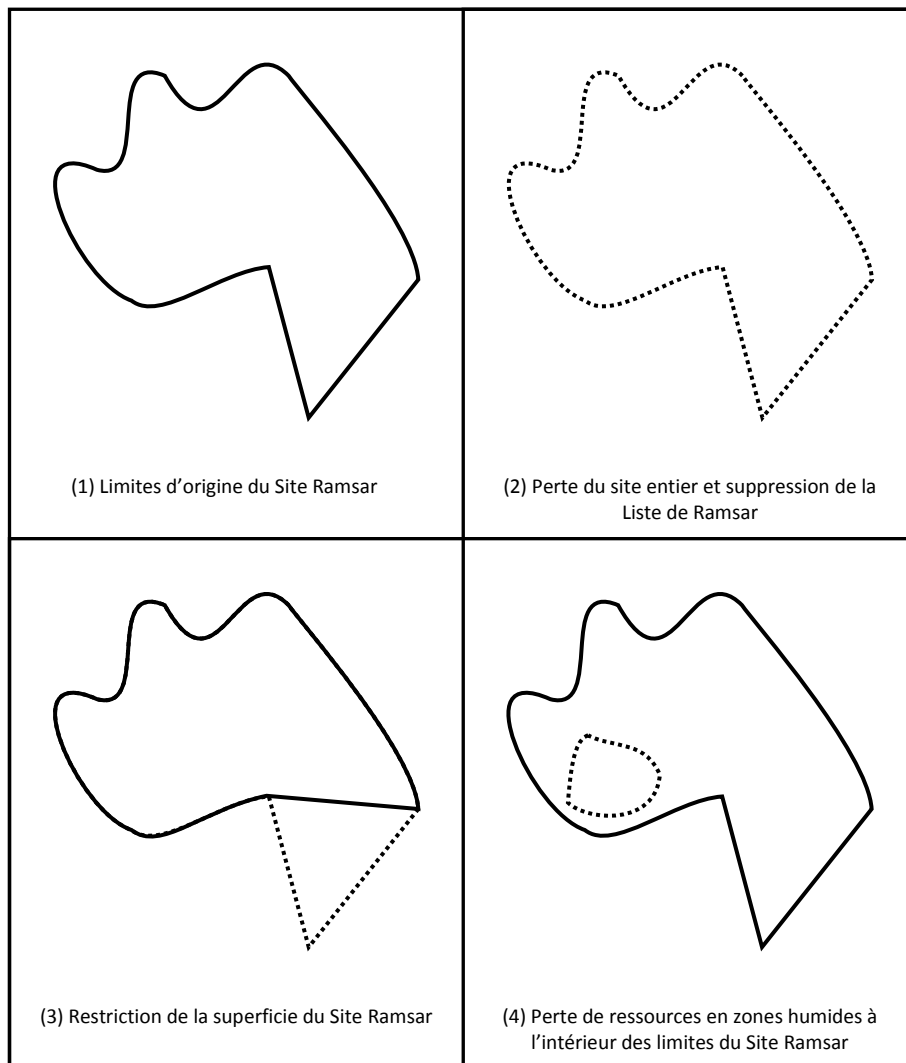 (1) Limites d’origine du Site Ramsar
(2) Perte du site entier et suppression de la
Liste de Ramsar
(3) Restriction de la superficie du Site Ramsar
(4) Perte de ressources en zones humides à
l’intérieur des limites du Site Ramsar